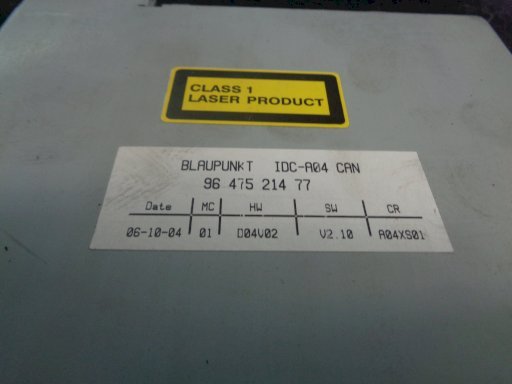 CLASS 1
LASER PRODUCT
BLAUPUNKT IDC-A04 CAN
96 475 214 77
Date MC HW SW CR
06-10-04 01 D04V02 V2.10 A04XS01